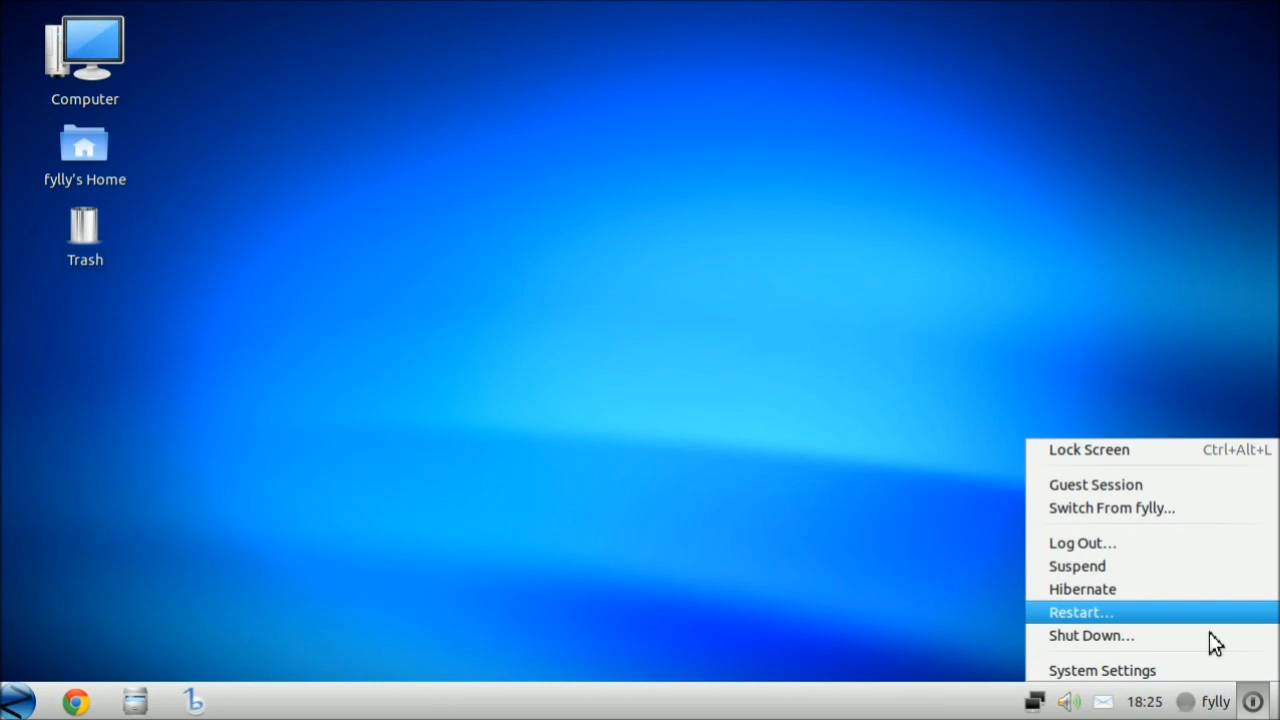 Computer
fylly's Home
Trash
Lock Screen Ctrl+Alt+L
Guest Session
Switch From fylly...
Log Out...
Suspend
Hibernate
Restart...
Shut Down...
System Settings
18:25 fylly